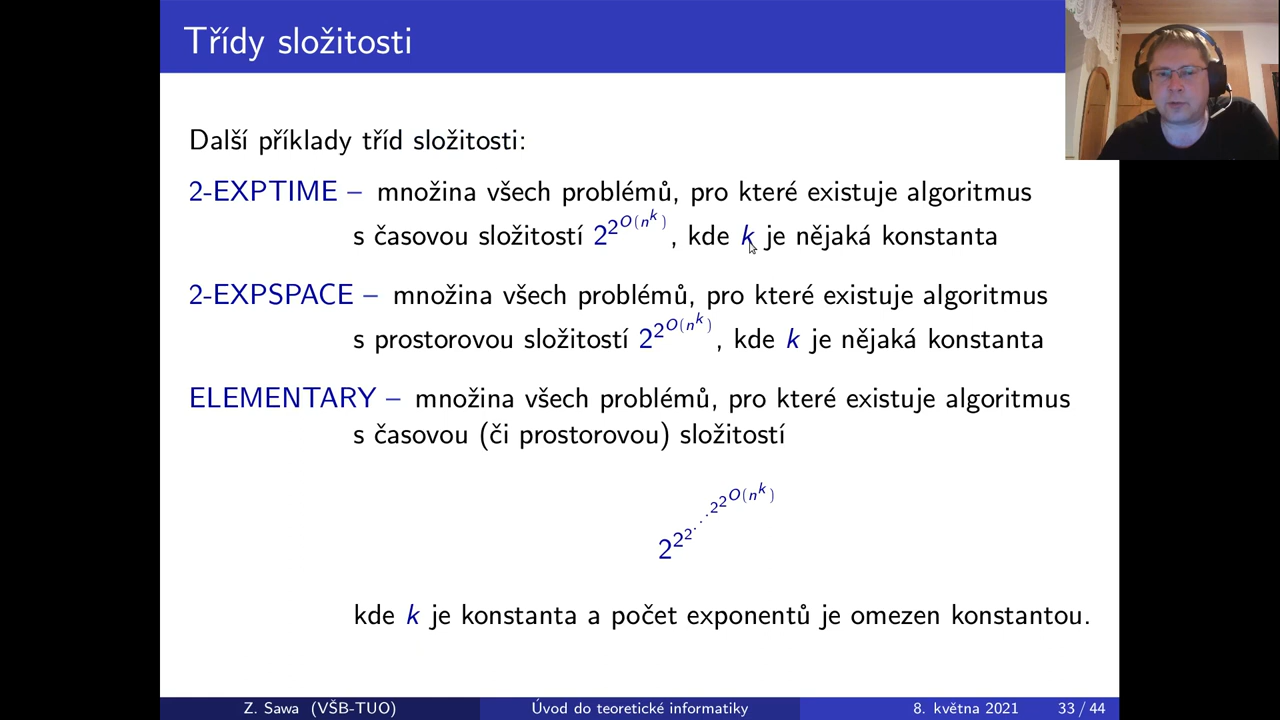 Třídy složitosti
Další příklady tříd složitosti:
2-EXPTIME – množina všech problémů, pro které existuje algoritmus
s časovou složitostí 2^{2^{O(n^k)}}, kde k je nějaká konstanta
2-EXPSPACE – množina všech problémů, pro které existuje algoritmus
s prostorovou složitostí 2^{2^{O(n^k)}}, kde k je nějaká konstanta
ELEMENTARY – množina všech problémů, pro které existuje algoritmus
s časovou (či prostorovou) složitostí
2^{2^{2^{⋰^{2^{2^{O(n^k)}}}}}}
kde k je konstanta a počet exponentů je omezen konstantou.
Z. Sawa (VŠB-TUO) Úvod do teoretické informatiky 8. května 2021 33 / 44